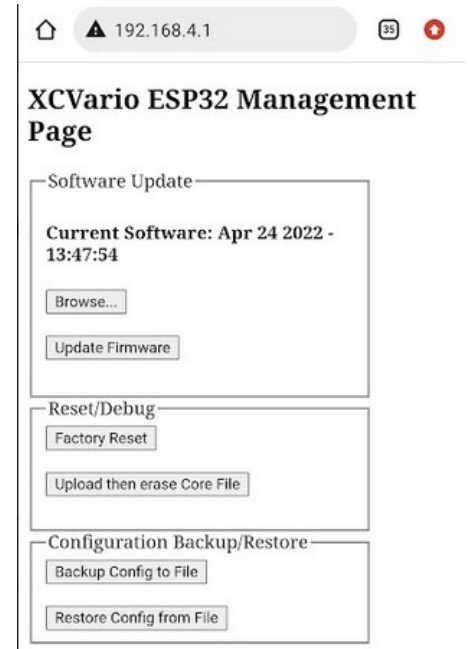 192.168.4.1
35
XCVario ESP32 Management
Page
Software Update
Current Software: Apr 24 2022 -
13:47:54
Browse...
Update Firmware
Reset/Debug
Factory Reset
Upload then erase Core File
Configuration Backup/Restore
Backup Config to File
Restore Config from File